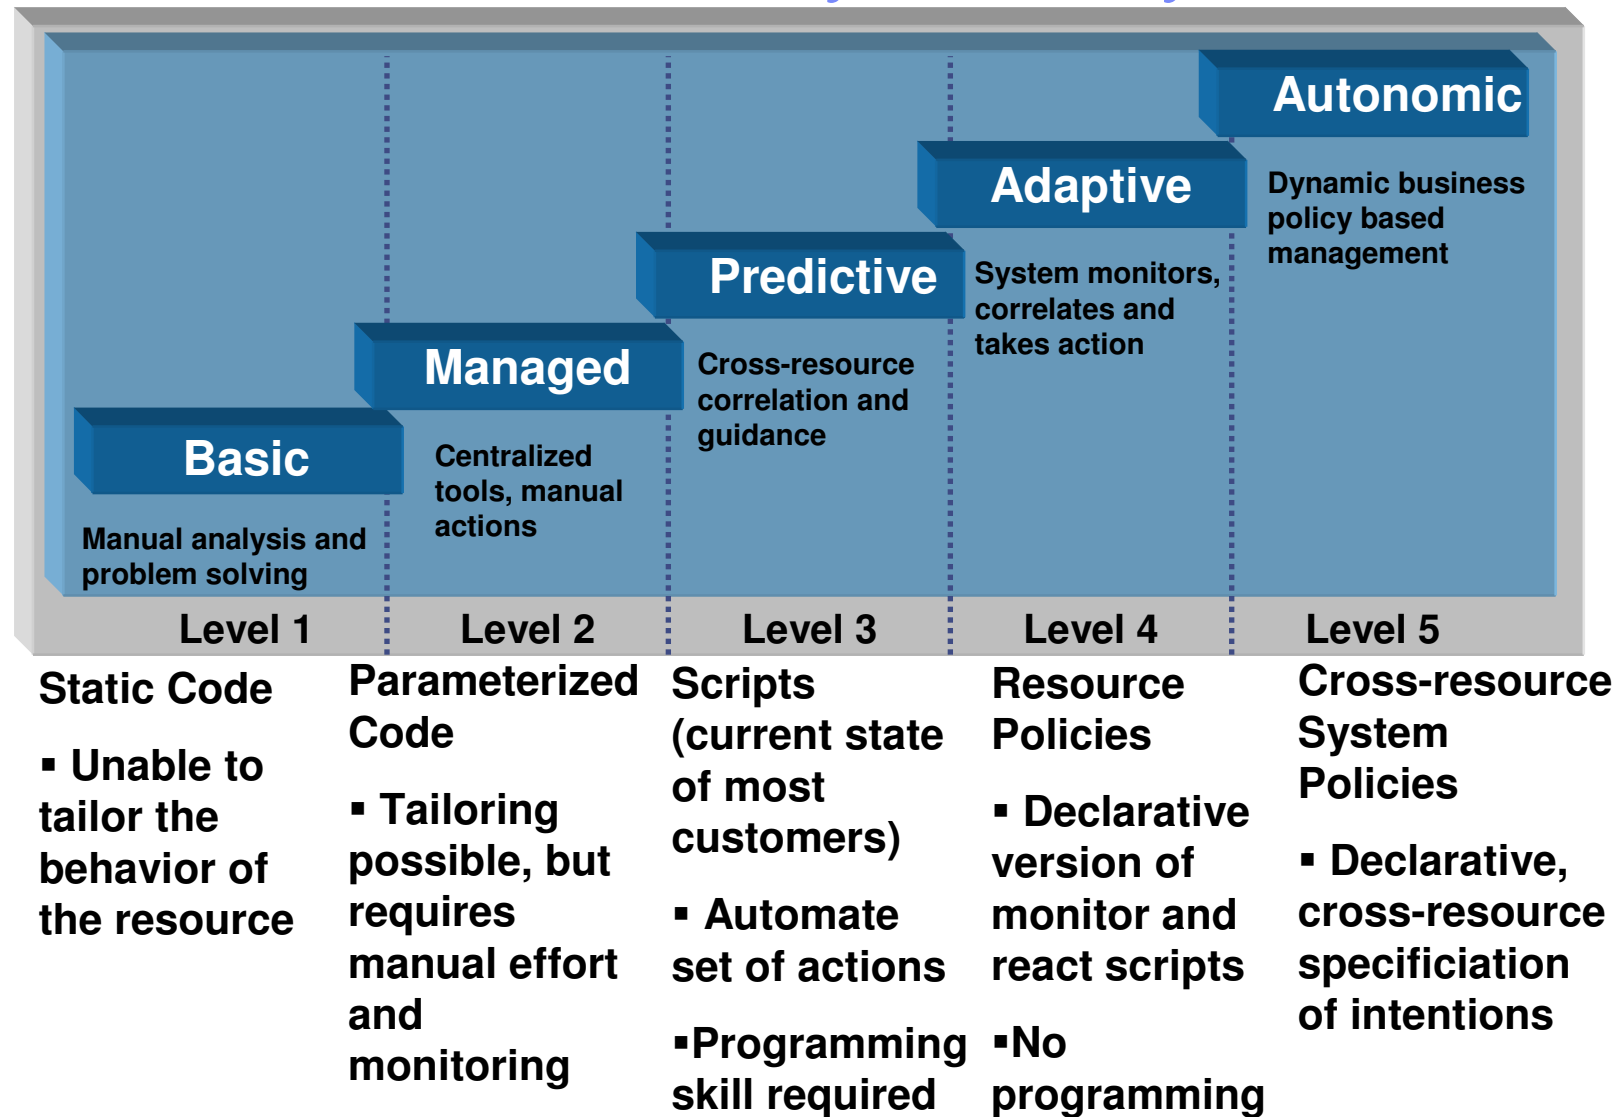 Autonomic
Adaptive
Dynamic business
policy based
management
Predictive
System monitors,
correlates and
takes action
Managed
Cross-resource
correlation and
guidance
Basic
Centralized
tools, manual
actions
Manual analysis and
problem solving
Level 1
Level 2
Level 3
Level 4
Level 5
Static Code
▪ Unable to
tailor the
behavior of
the resource
Parameterized
Code
▪ Tailoring
possible, but
requires
manual effort
and
monitoring
Scripts
(current state
of most
customers)
▪ Automate
set of actions
▪Programming
skill required
Resource
Policies
▪ Declarative
version of
monitor and
react scripts
▪No
programming
Cross-resource
System
Policies
▪ Declarative,
cross-resource
specificiation
of intentions